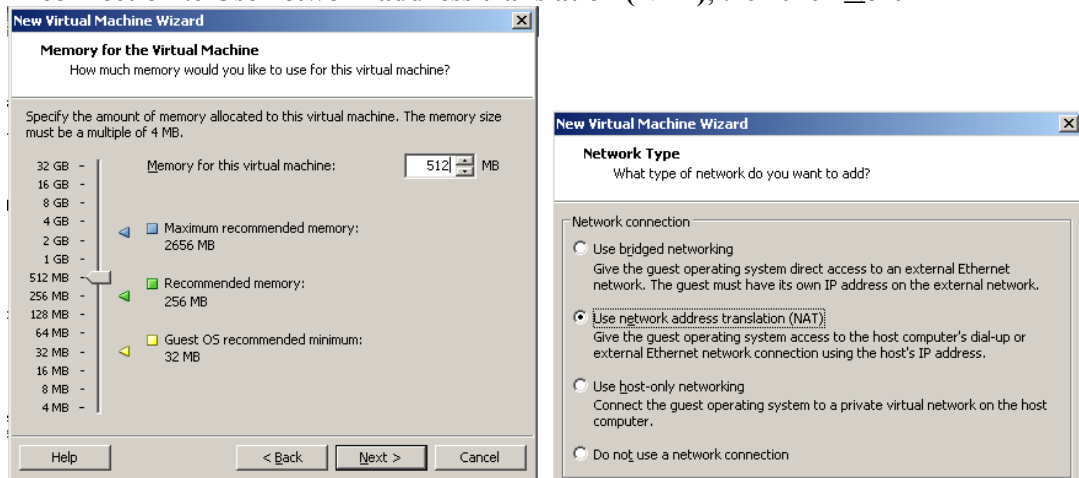 New Virtual Machine Wizard
Memory for the Virtual Machine
How much memory would you like to use for this virtual machine?
Specify the amount of memory allocated to this virtual machine. The memory size
must be a multiple of 4 MB.
Memory for this virtual machine:
512 MB
32 GB
16 GB
8 GB
4 GB
2 GB
1 GB
512 MB
256 MB
128 MB
64 MB
32 MB
16 MB
8 MB
4 MB
Maximum recommended memory:
2656 MB
Recommended memory:
256 MB
Guest OS recommended minimum:
32 MB
Help
< Back
Next >
Cancel
New Virtual Machine Wizard
Network Type
What type of network do you want to add?
Network connection
Use bridged networking
Give the guest operating system direct access to an external Ethernet
network. The guest must have its own IP address on the external network.
Use network address translation (NAT)
Give the guest operating system access to the host computer's dial-up or
external Ethernet network connection using the host's IP address.
Use host-only networking
Connect the guest operating system to a private virtual network on the host
computer.
Do not use a network connection